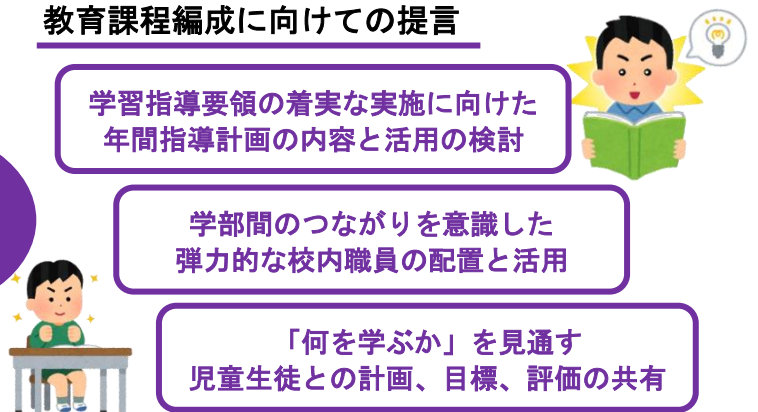 教育課程編成に向けての提言
学習指導要領の着実な実施に向けた
年間指導計画の内容と活用の検討
学部間のつながりを意識した
弾力的な校内職員の配置と活用
「何を学ぶか」を見通す
児童生徒との計画、目標、評価の共有